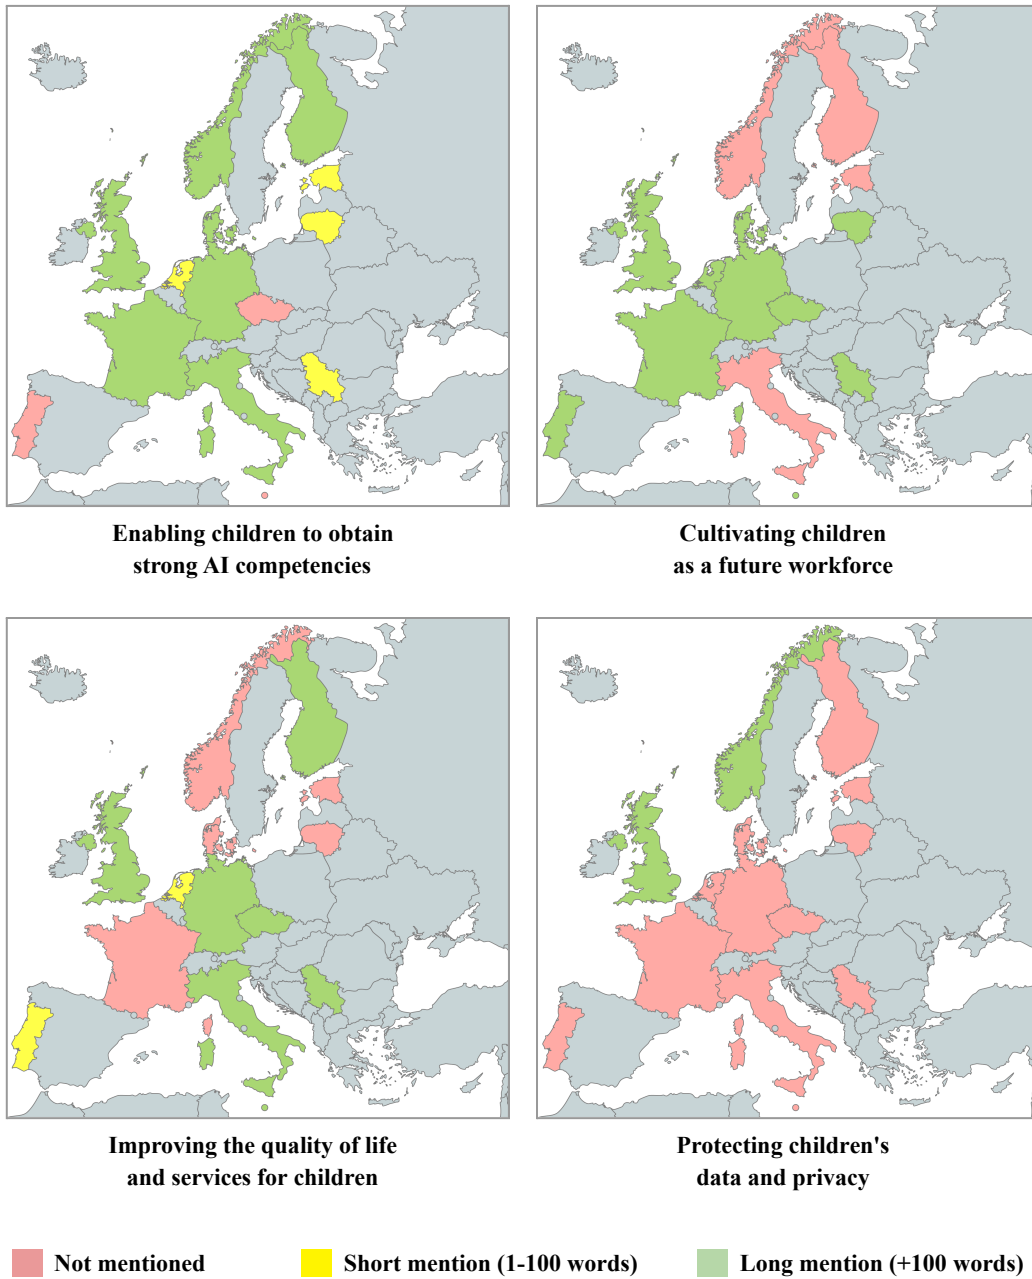 Enabling children to obtain
strong AI competencies
Cultivating children
as a future workforce
Improving the quality of life
and services for children
Protecting children's
data and privacy
Not mentioned
Short mention (1-100 words)
Long mention (+100 words)